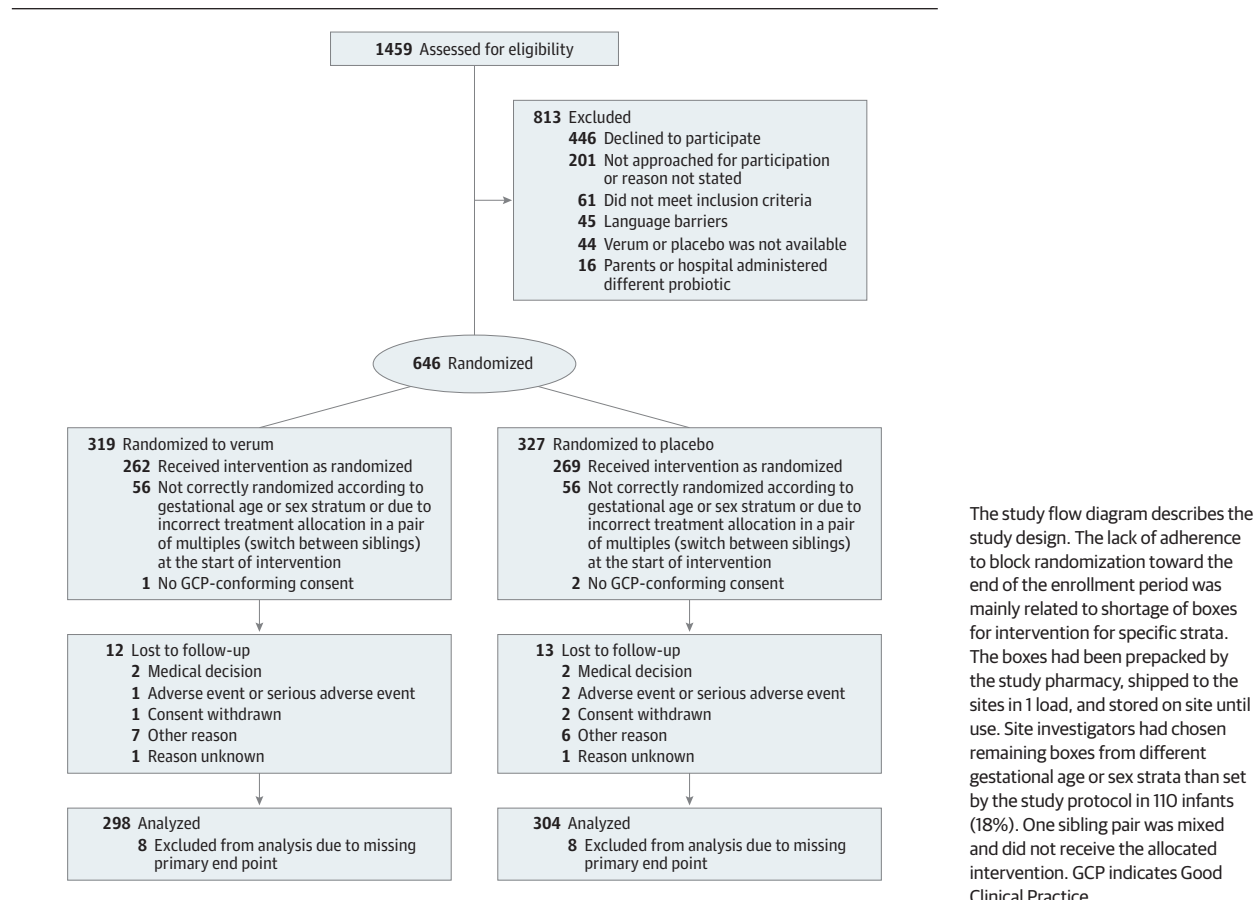 1459 Assessed for eligibility
813 Excluded
446 Declined to participate
201 Not approached for participation
or reason not stated
61 Did not meet inclusion criteria
45 Language barriers
44 Verum or placebo was not available
16 Parents or hospital administered
different probiotic
646 Randomized
319 Randomized to verum
262 Received intervention as randomized
56 Not correctly randomized according to
gestational age or sex stratum or due to
incorrect treatment allocation in a pair
of multiples (switch between siblings)
at the start of intervention
1 No GCP-conforming consent
327 Randomized to placebo
269 Received intervention as randomized
56 Not correctly randomized according to
gestational age or sex stratum or due to
incorrect treatment allocation in a pair
of multiples (switch between siblings)
at the start of intervention
2 No GCP-conforming consent
12 Lost to follow-up
2 Medical decision
1 Adverse event or serious adverse event
1 Consent withdrawn
7 Other reason
1 Reason unknown
13 Lost to follow-up
2 Medical decision
2 Adverse event or serious adverse event
2 Consent withdrawn
6 Other reason
1 Reason unknown
298 Analyzed
8 Excluded from analysis due to missing
primary end point
304 Analyzed
8 Excluded from analysis due to missing
primary end point
The study flow diagram describes the
study design. The lack of adherence
to block randomization toward the
end of the enrollment period was
mainly related to shortage of boxes
for intervention for specific strata.
The boxes had been prepacked by
the study pharmacy, shipped to the
sites in 1 load, and stored on site until
use. Site investigators had chosen
remaining boxes from different
gestational age or sex strata than set
by the study protocol in 110 infants
(18%). One sibling pair was mixed
and did not receive the allocated
intervention. GCP indicates Good
Clinical Practice